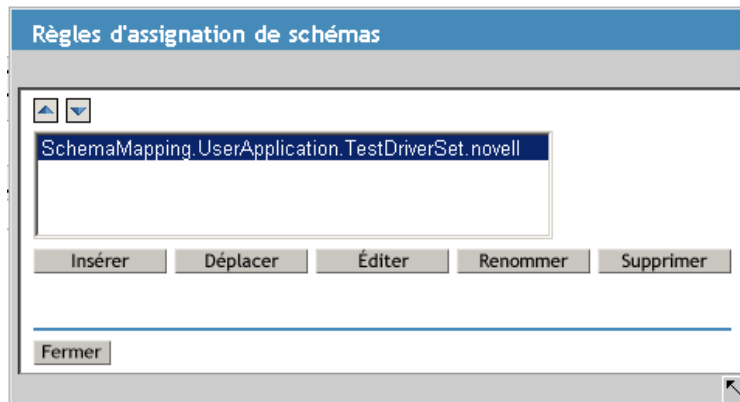 Règles d'assignation de schémas
SchemaMapping.UserApplication.TestDriverSet.novell
Insérer Déplacer Éditer Renommer Supprimer
Fermer